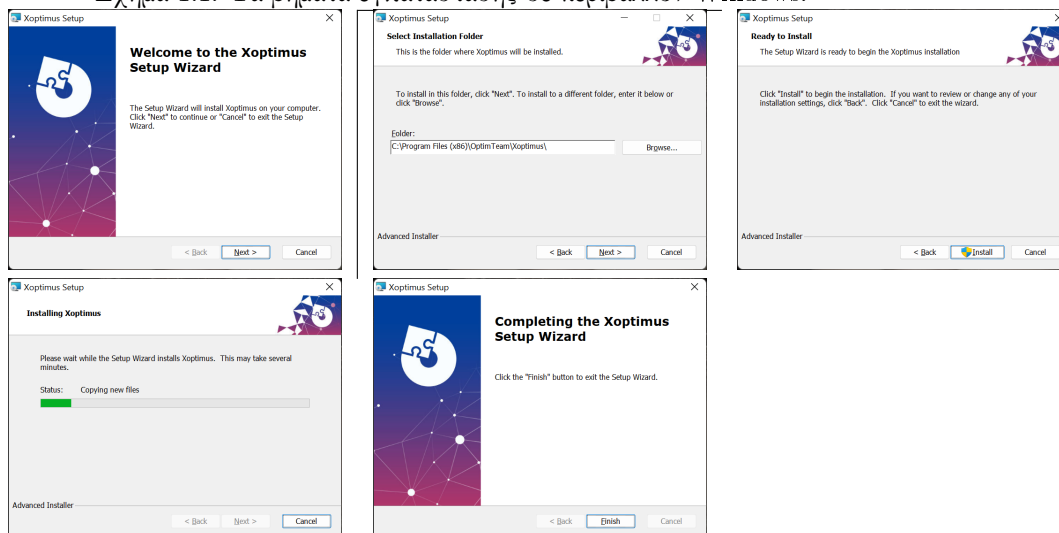 Σχήμα Τα βήματα εγκατάστασης σε περιβάλλον Windows.
Xoptimus Setup
Welcome to the Xoptimus
Setup Wizard
The Setup Wizard will install Xoptimus on your computer.
Click "Next" to continue or "Cancel" to exit the Setup
Wizard.
< Back
Next >
Cancel
Xoptimus Setup
Select Installation Folder
This is the folder where Xoptimus will be installed.
To install in this folder, click "Next". To install to a different folder, enter it below or
click "Browse".
Folder:
C:\Program Files (x86)\OptimTeam\Xoptimus\
Browse...
Advanced Installer
< Back
Next >
Cancel
Xoptimus Setup
Ready to Install
The Setup Wizard is ready to begin the Xoptimus installation
Click "Install" to begin the installation. If you want to review or change any of your
installation settings, click "Back". Click "Cancel" to exit the wizard.
Advanced Installer
< Back
Install
Cancel
Xoptimus Setup
Installing Xoptimus
Please wait while the Setup Wizard installs Xoptimus. This may take several
minutes.
Status: Copying new files
Advanced Installer
< Back
Next >
Cancel
Xoptimus Setup
Completing the Xoptimus
Setup Wizard
Click the "Finish" button to exit the Setup Wizard.
< Back
Finish
Cancel